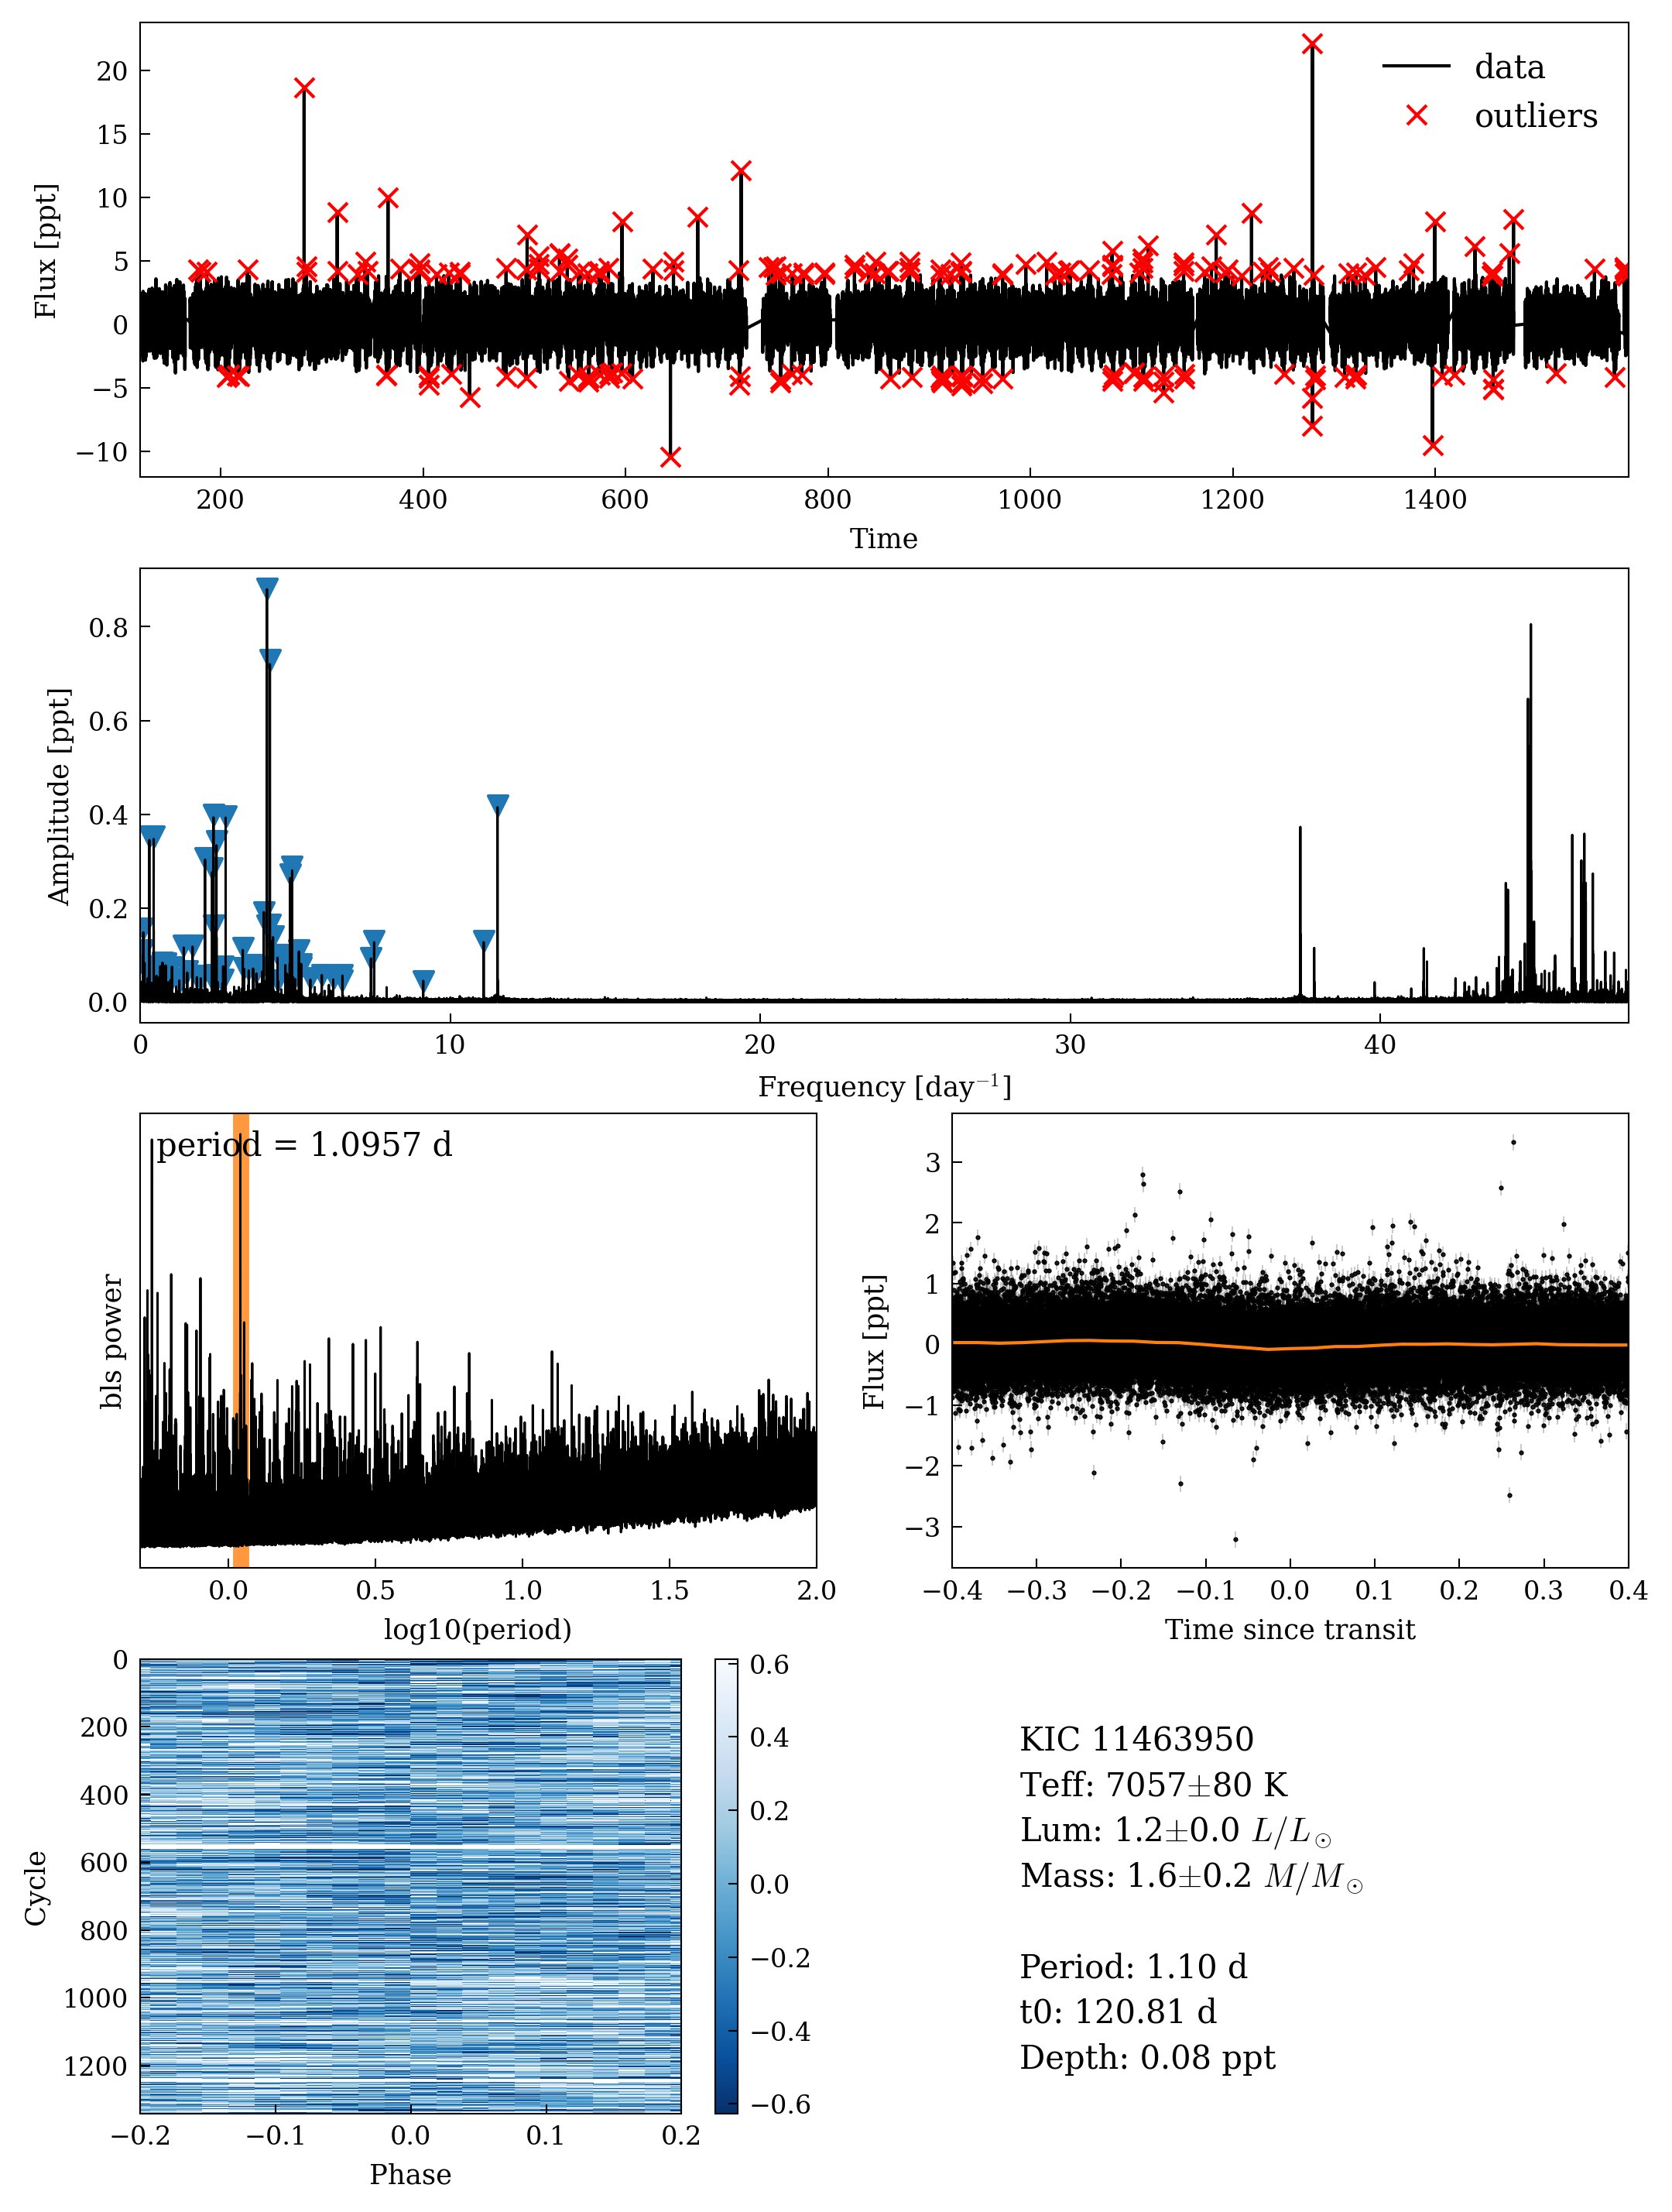 20
15
10
5
0
−5
−10
Flux [ppt]
data
outliers
200 400 600 800 1000 1200 1400
Time
0.8
0.6
0.4
0.2
0.0
Amplitude [ppt]
0 10 20 30 40
Frequency [day⁻¹]
period = 1.0957 d
bls power
0.0 0.5 1.0 1.5 2.0
log10(period)
3
2
1
0
−1
−2
−3
Flux [ppt]
−0.4 −0.3 −0.2 −0.1 0.0 0.1 0.2 0.3 0.4
Time since transit
0
200
400
600
800
1000
1200
Cycle
−0.2 −0.1 0.0 0.1 0.2
Phase
0.6
0.4
0.2
0.0
−0.2
−0.4
−0.6
KIC 11463950
Teff: 7057±80 K
Lum: 1.2±0.0 L/L☉
Mass: 1.6±0.2 M/M☉
Period: 1.10 d
t0: 120.81 d
Depth: 0.08 ppt